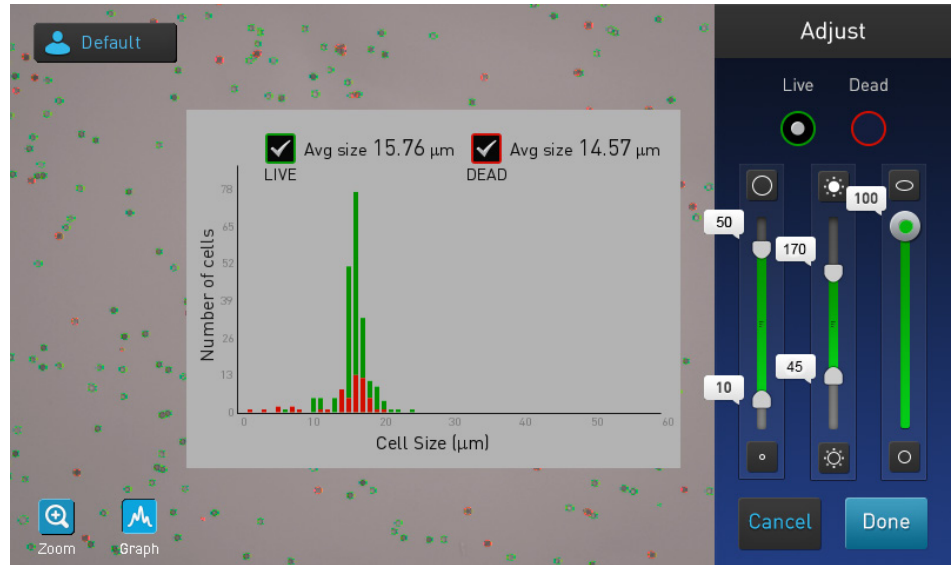 Default
Adjust
Live Dead
Avg size 15.76 μm Avg size 14.57 μm
LIVE DEAD
100
50
170
45
10
Number of cells
78
65
52
39
26
13
0
0 10 20 30 40 50 60
Cell Size (μm)
Zoom Graph
Cancel Done